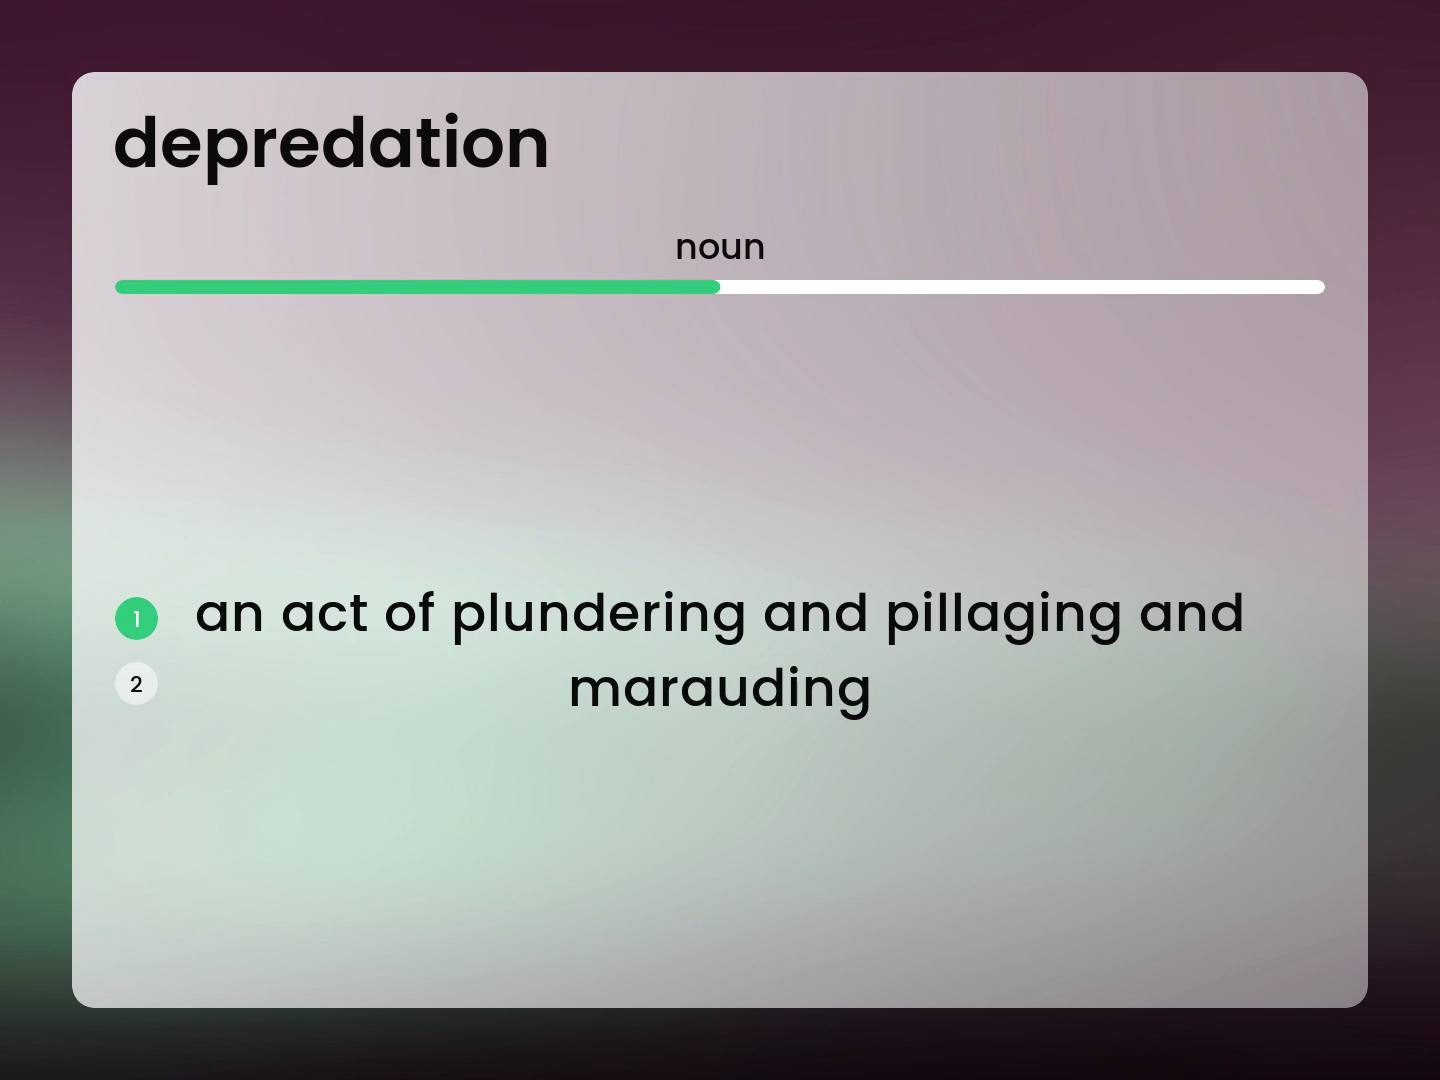 depredation
noun
1
an act of plundering and pillaging and
2
marauding